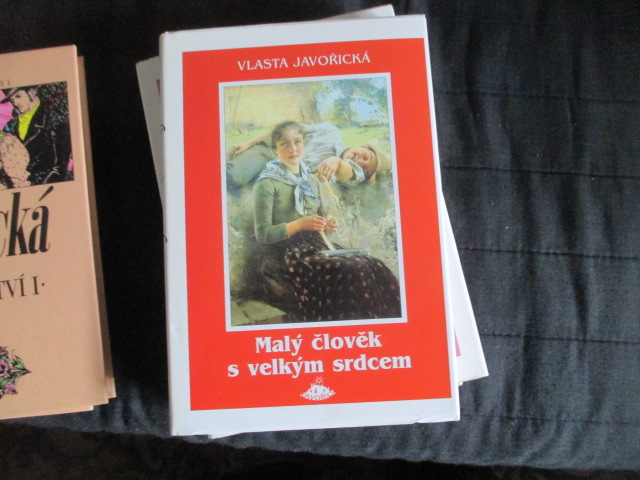 VLASTA JAVOŘICKÁ
Malý člověk
s velkým srdcem
cká
TVÍ I.